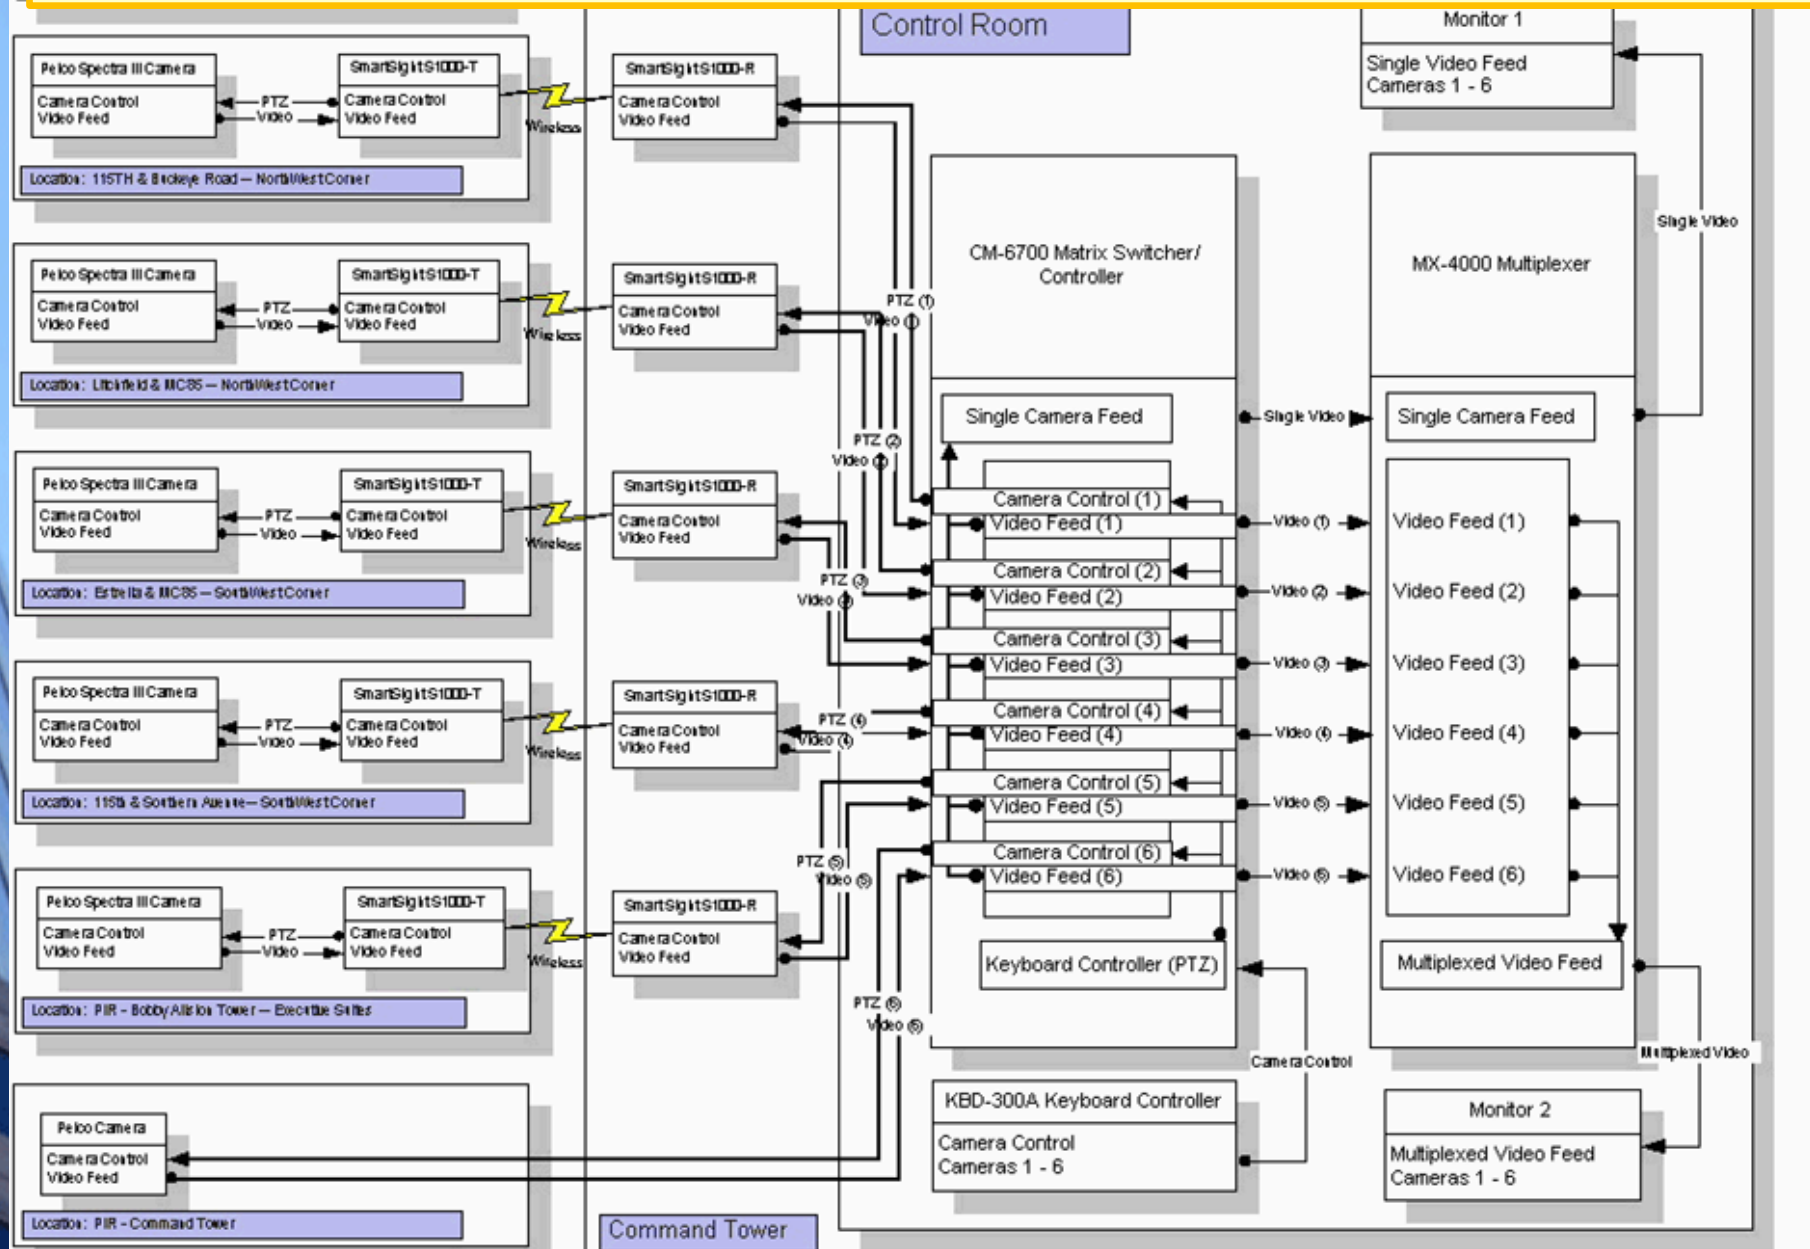 Control Room
Monitor 1
Single Video Feed
Cameras 1 - 6
Pelco Spectra III Camera
Camera Control
Video Feed
PTZ
Video
SmartSight S1000-T
Camera Control
Video Feed
Wireless
SmartSight S1000-R
Camera Control
Video Feed
Location: 115TH & Buckeye Road — NorthWest Corner
Pelco Spectra III Camera
Camera Control
Video Feed
PTZ
Video
SmartSight S1000-T
Camera Control
Video Feed
Wireless
SmartSight S1000-R
Camera Control
Video Feed
Location: Litchfield & MC85 — NorthWest Corner
Pelco Spectra III Camera
Camera Control
Video Feed
PTZ
Video
SmartSight S1000-T
Camera Control
Video Feed
Wireless
SmartSight S1000-R
Camera Control
Video Feed
Location: Estrella & MC85 — SouthWest Corner
Pelco Spectra III Camera
Camera Control
Video Feed
PTZ
Video
SmartSight S1000-T
Camera Control
Video Feed
Wireless
SmartSight S1000-R
Camera Control
Video Feed
Location: 115th & Southern Avenue — SouthWest Corner
Pelco Spectra III Camera
Camera Control
Video Feed
PTZ
Video
SmartSight S1000-T
Camera Control
Video Feed
Wireless
SmartSight S1000-R
Camera Control
Video Feed
Location: PIR - Bobby Allison Tower — Executive Suites
Pelco Camera
Camera Control
Video Feed
Location: PIR - Command Tower
Command Tower
PTZ (1)
Video (1)
PTZ (2)
Video (2)
PTZ (3)
Video (3)
PTZ (4)
Video (4)
PTZ (5)
Video (5)
PTZ (6)
Video (6)
CM-6700 Matrix Switcher/
Controller
Single Camera Feed
Camera Control (1)
Video Feed (1)
Camera Control (2)
Video Feed (2)
Camera Control (3)
Video Feed (3)
Camera Control (4)
Video Feed (4)
Camera Control (5)
Video Feed (5)
Camera Control (6)
Video Feed (6)
Keyboard Controller (PTZ)
Camera Control
KBD-300A Keyboard Controller
Camera Control
Cameras 1 - 6
Single Video
Video (1)
Video (2)
Video (3)
Video (4)
Video (5)
Video (6)
MX-4000 Multiplexer
Single Camera Feed
Video Feed (1)
Video Feed (2)
Video Feed (3)
Video Feed (4)
Video Feed (5)
Video Feed (6)
Multiplexed Video Feed
Single Video
Multiplexed Video
Monitor 2
Multiplexed Video Feed
Cameras 1 - 6